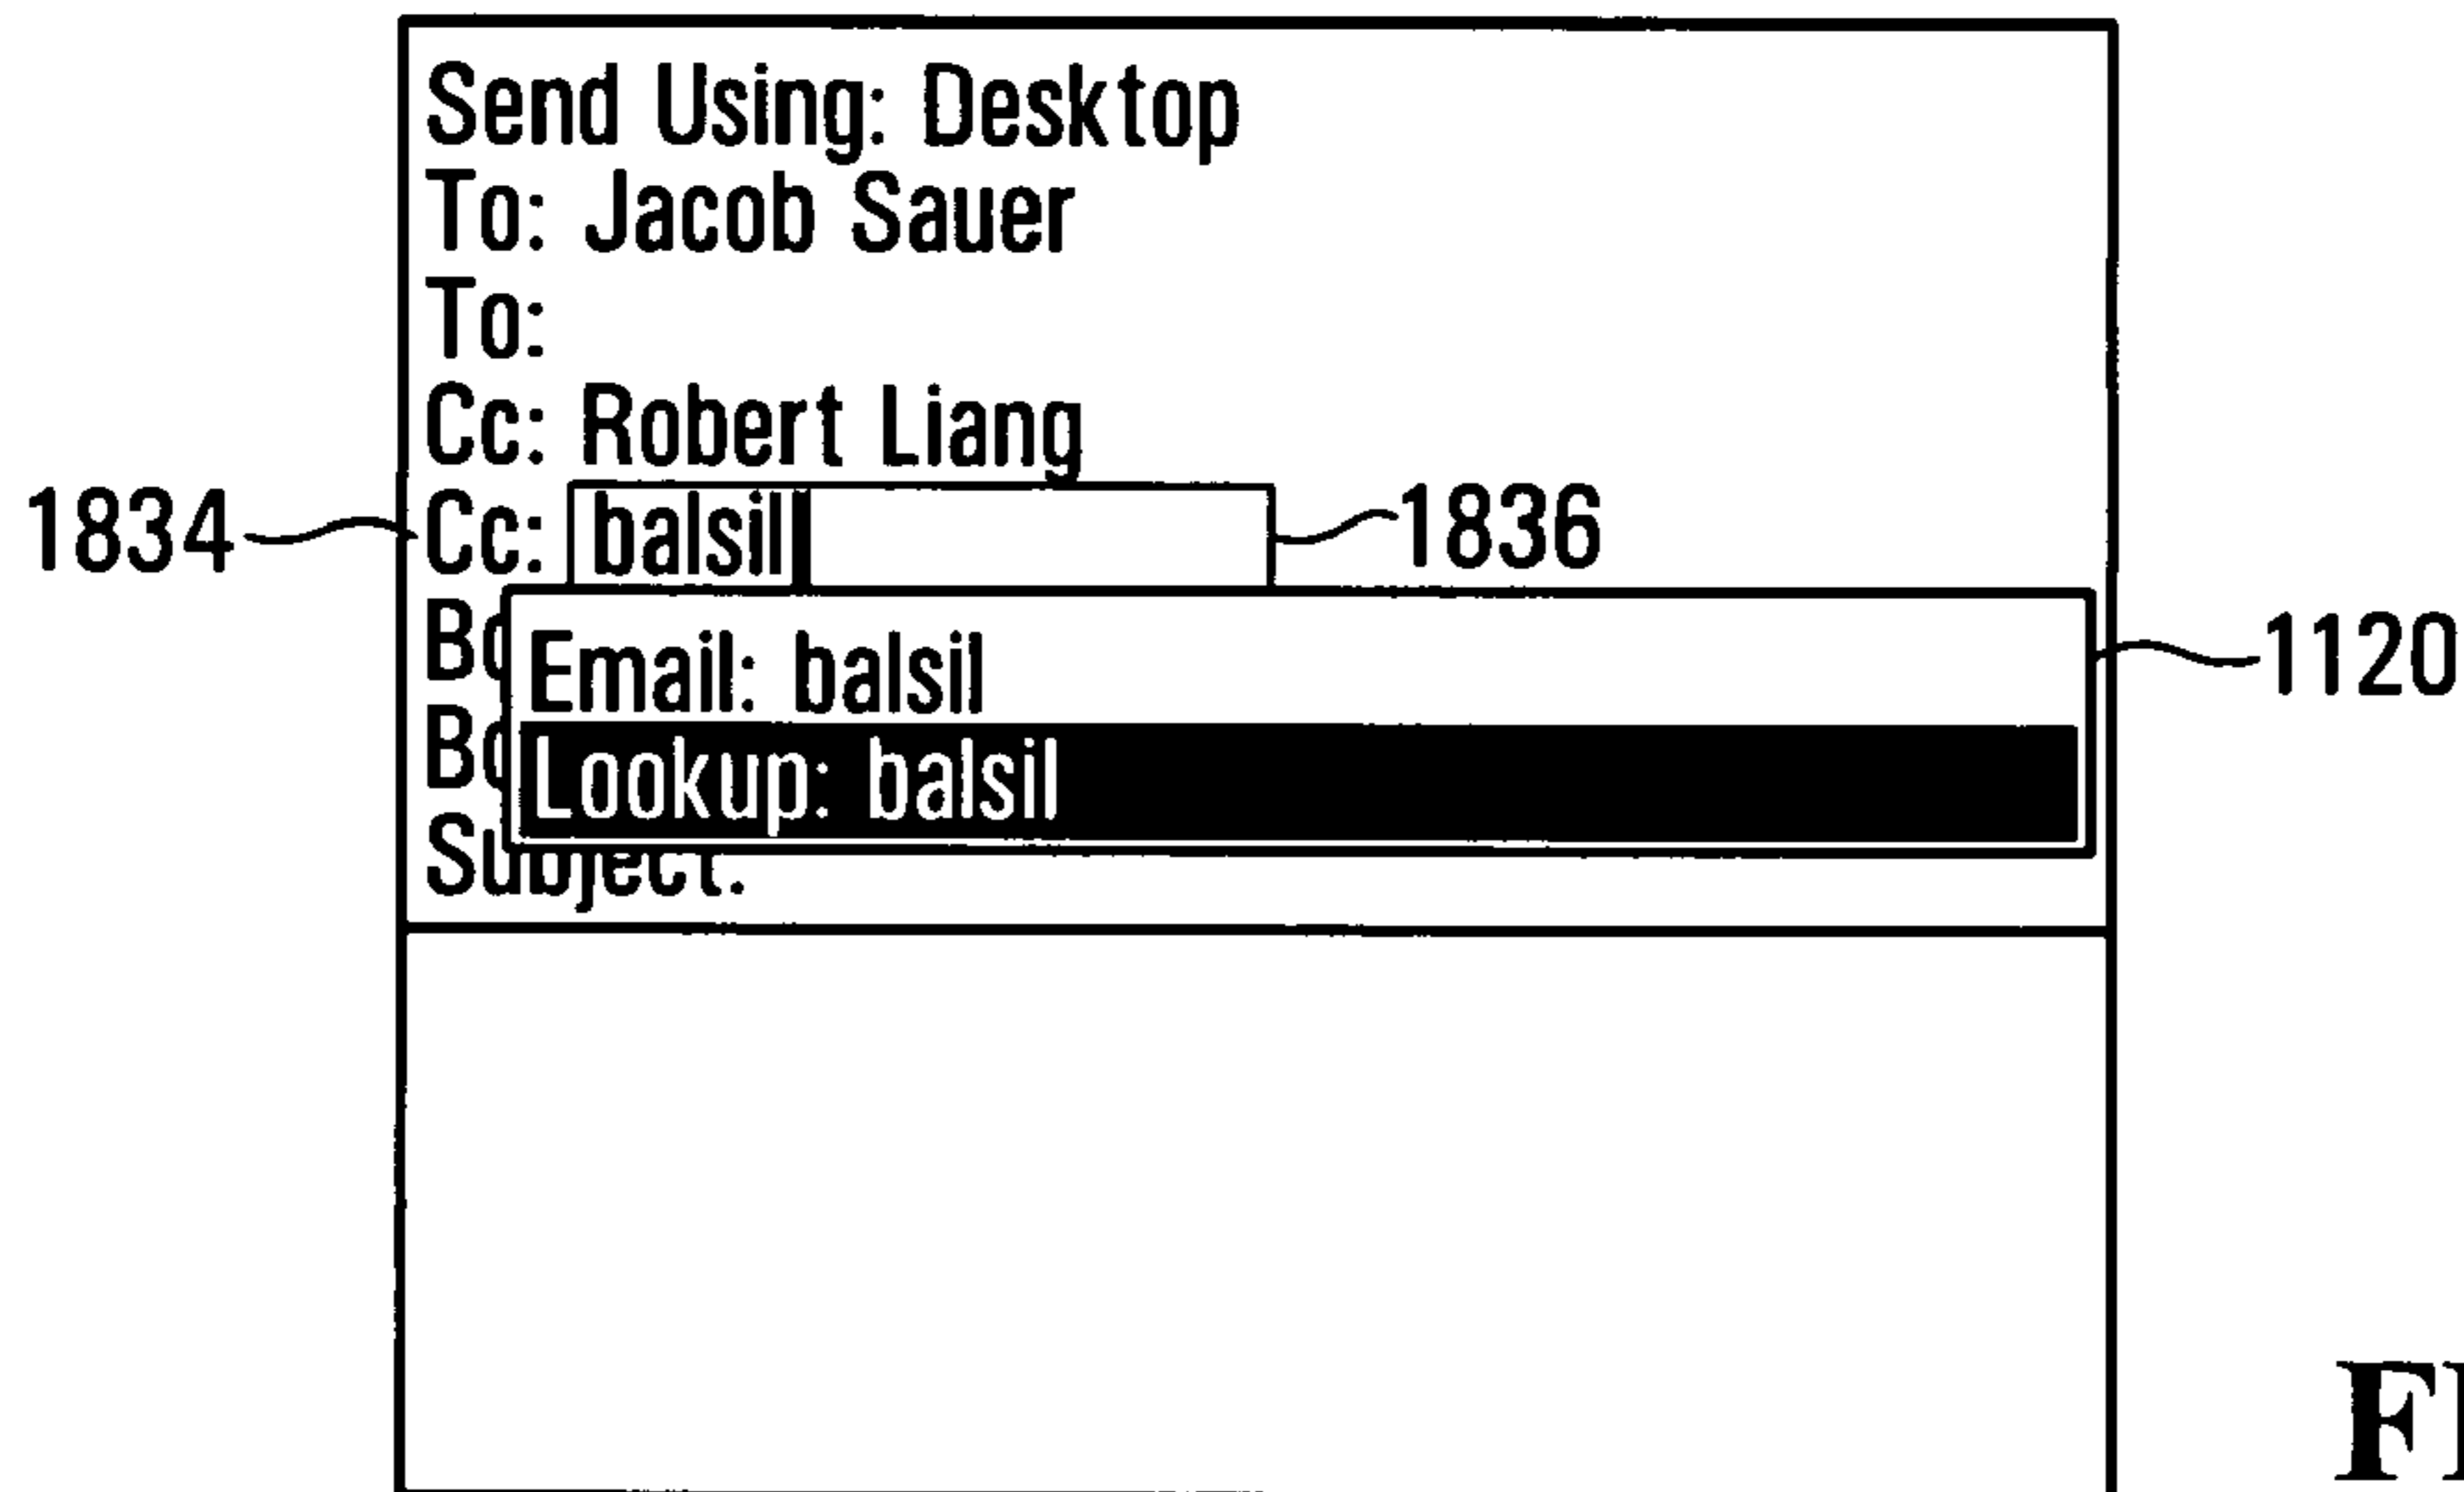 Send Using: Desktop
To: Jacob Sauer
To:
Cc: Robert Liang
1834 Cc: balsil 1836
Email: balsil 1120
Lookup: balsil
Subject: